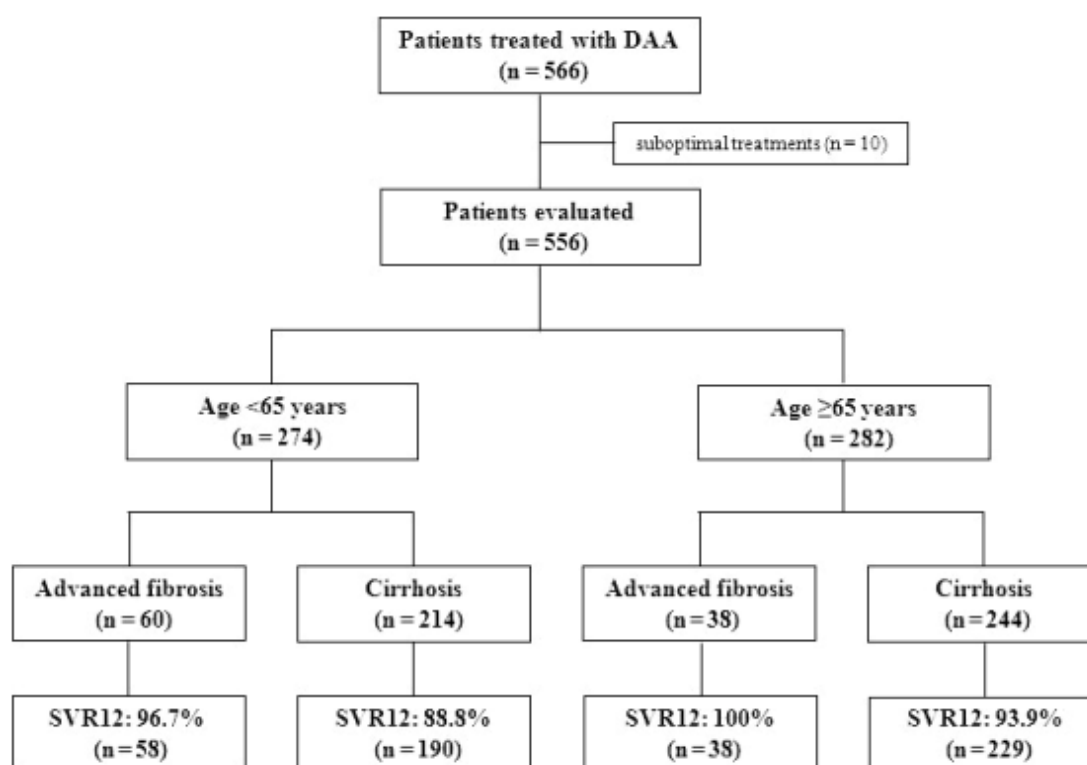 Patients treated with DAA
(n = 566)
suboptimal treatments (n = 10)
Patients evaluated
(n = 556)
Age <65 years
(n = 274)
Age ≥65 years
(n = 282)
Advanced fibrosis
(n = 60)
Cirrhosis
(n = 214)
Advanced fibrosis
(n = 38)
Cirrhosis
(n = 244)
SVR12: 96.7%
(n = 58)
SVR12: 88.8%
(n = 190)
SVR12: 100%
(n = 38)
SVR12: 93.9%
(n = 229)